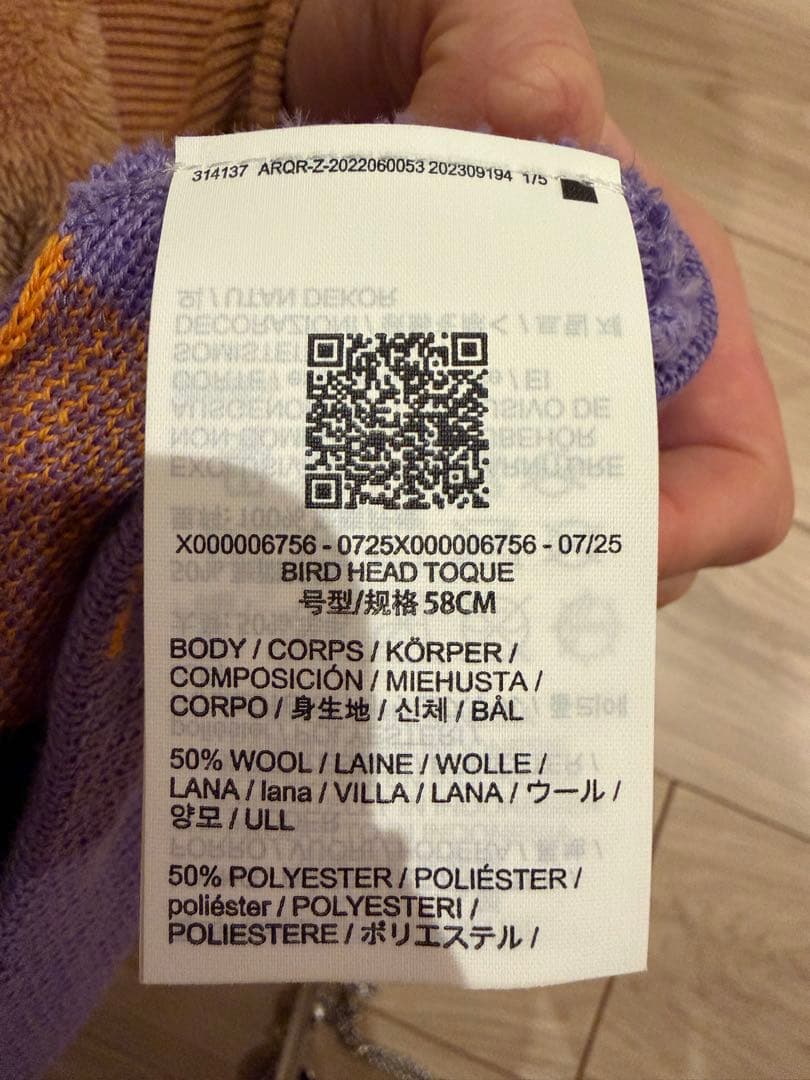 314137 ARQR-Z-2022060053 202309194 1/5
X000006756 - 0725X000006756 - 07/25
BIRD HEAD TOQUE
号型/规格 58CM
BODY / CORPS / KÖRPER /
COMPOSICIÓN / MIEHUSTA /
CORPO / 身生地 / 신체 / BÅL
50% WOOL / LAINE / WOLLE /
LANA / lana / VILLA / LANA / ウール /
양모 / ULL
50% POLYESTER / POLIÉSTER /
poliéster / POLYESTERI /
POLIESTERE / ポリエステル /